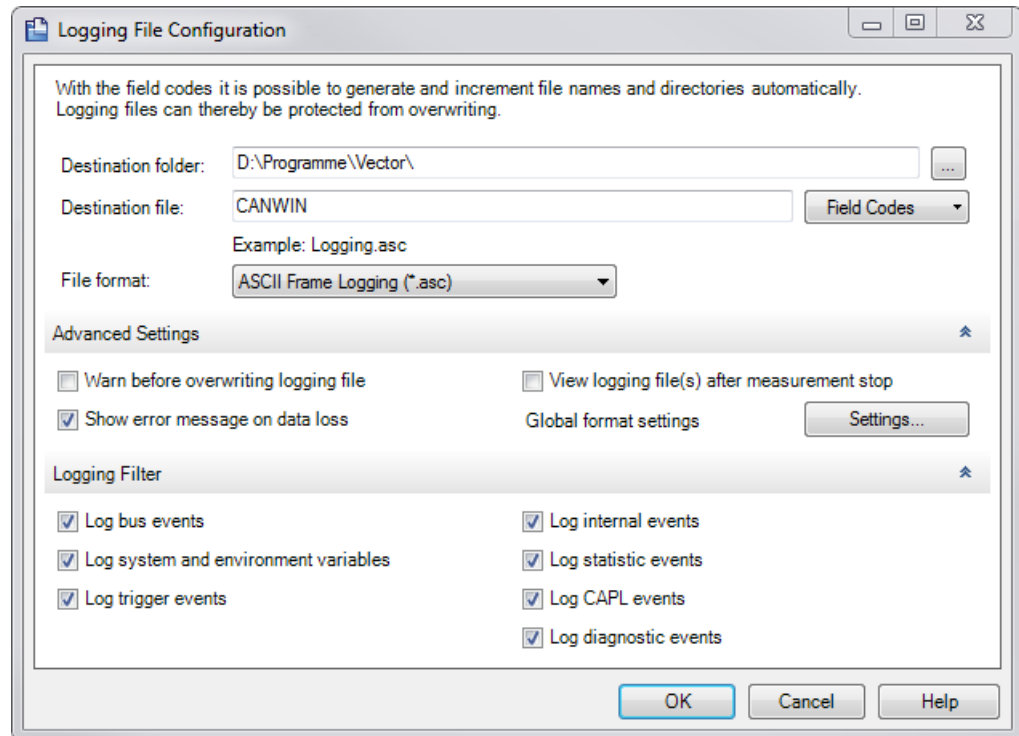 Logging File Configuration
With the field codes it is possible to generate and increment file names and directories automatically.
Logging files can thereby be protected from overwriting.
Destination folder: D:\Programme\Vector\ ...
Destination file: CANWIN Field Codes
Example: Logging.asc
File format: ASCII Frame Logging (*.asc)
Advanced Settings
Warn before overwriting logging file View logging file(s) after measurement stop
Show error message on data loss Global format settings Settings...
Logging Filter
Log bus events Log internal events
Log system and environment variables Log statistic events
Log trigger events Log CAPL events
Log diagnostic events
OK Cancel Help